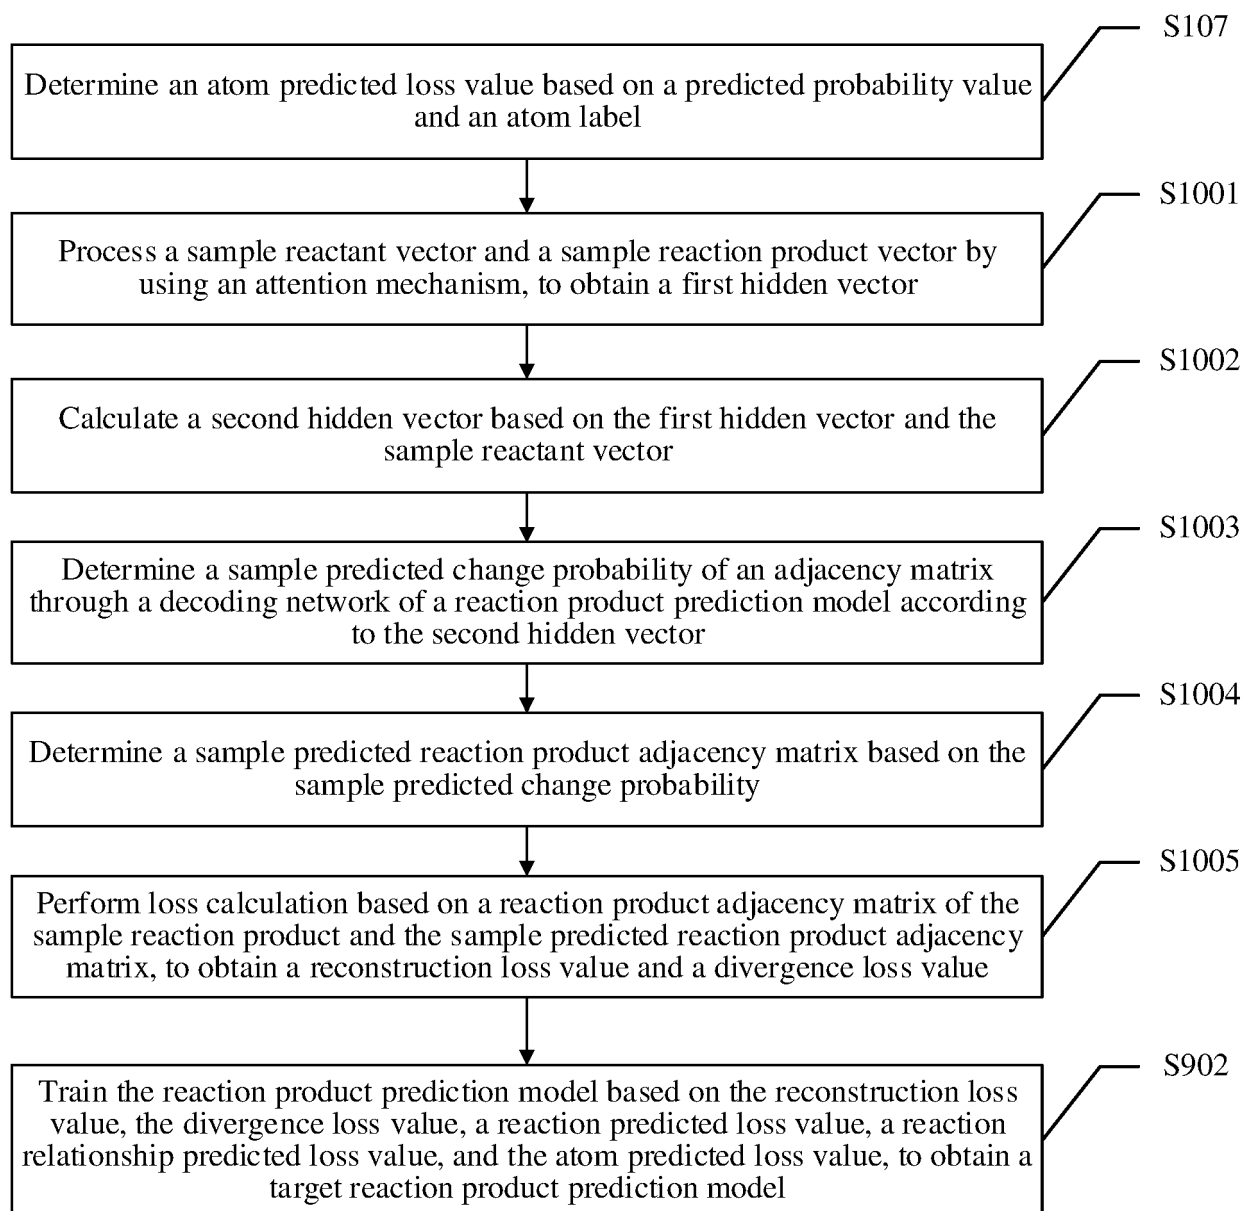 S107
Determine an atom predicted loss value based on a predicted probability value
and an atom label
S1001
Process a sample reactant vector and a sample reaction product vector by
using an attention mechanism, to obtain a first hidden vector
S1002
Calculate a second hidden vector based on the first hidden vector and the
sample reactant vector
S1003
Determine a sample predicted change probability of an adjacency matrix
through a decoding network of a reaction product prediction model according
to the second hidden vector
S1004
Determine a sample predicted reaction product adjacency matrix based on the
sample predicted change probability
S1005
Perform loss calculation based on a reaction product adjacency matrix of the
sample reaction product and the sample predicted reaction product adjacency
matrix, to obtain a reconstruction loss value and a divergence loss value
S902
Train the reaction product prediction model based on the reconstruction loss
value, the divergence loss value, a reaction predicted loss value, a reaction
relationship predicted loss value, and the atom predicted loss value, to obtain a
target reaction product prediction model